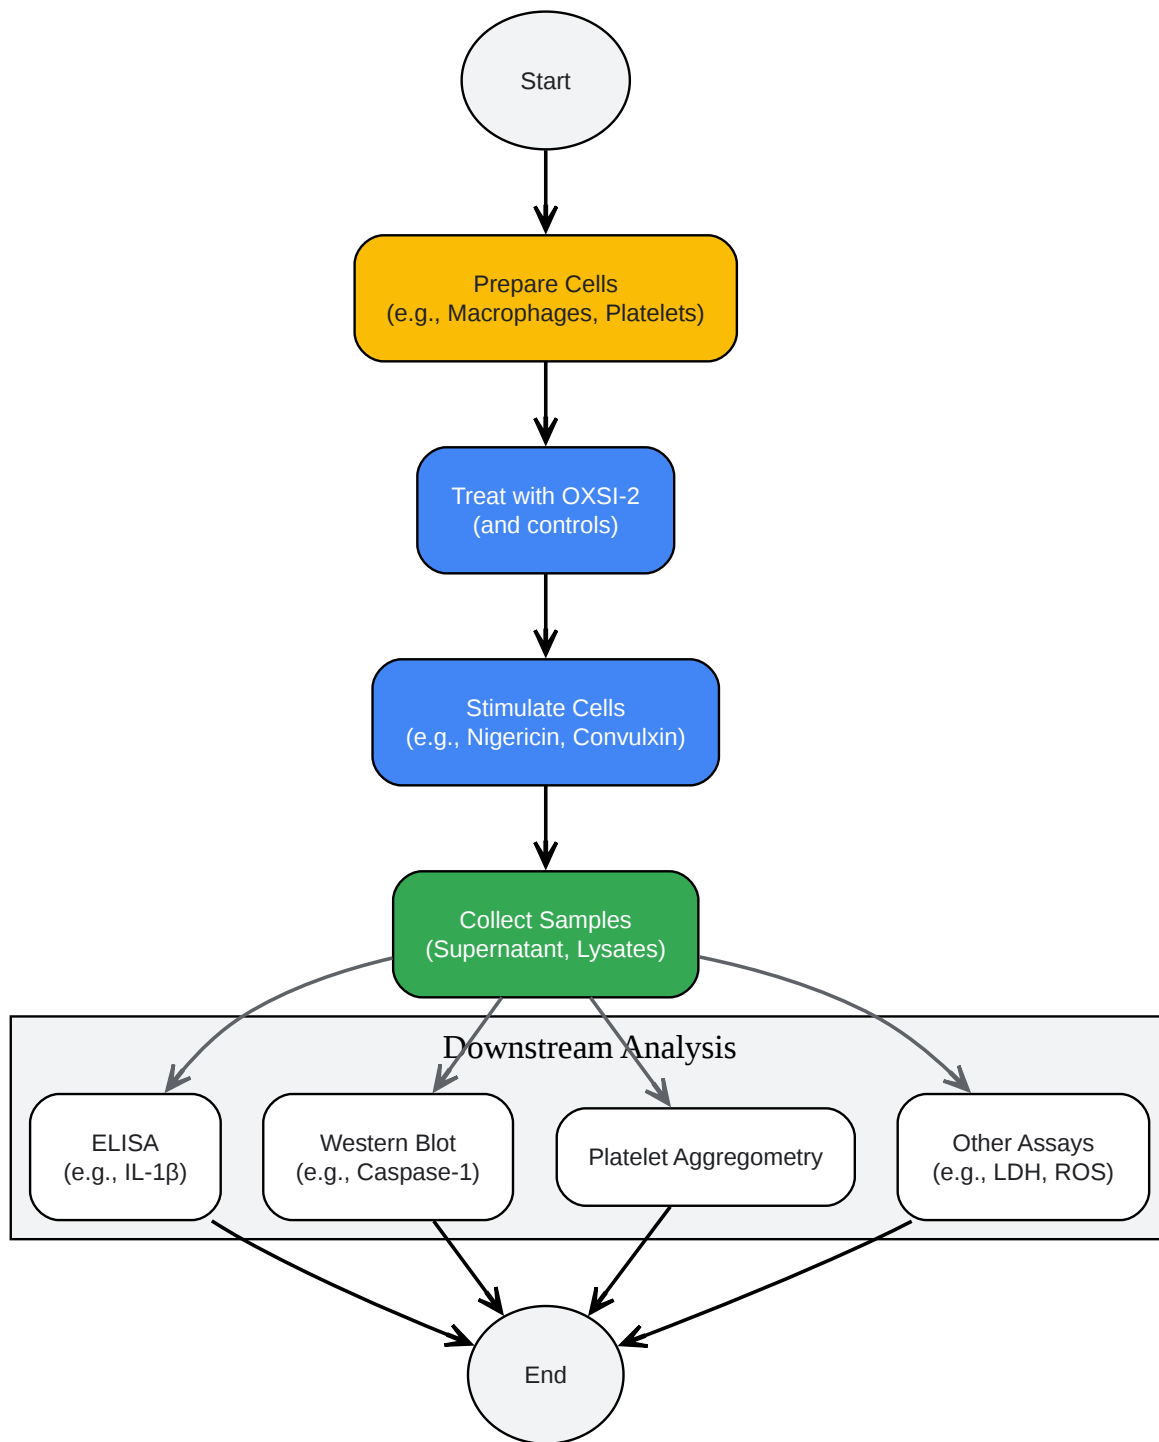 Start
Prepare Cells
(e.g., Macrophages, Platelets)
Treat with OXSI-2
(and controls)
Stimulate Cells
(e.g., Nigericin, Convulxin)
Collect Samples
(Supernatant, Lysates)
Downstream Analysis
ELISA
(e.g., IL-1β)
Western Blot
(e.g., Caspase-1)
Platelet Aggregometry
Other Assays
(e.g., LDH, ROS)
End